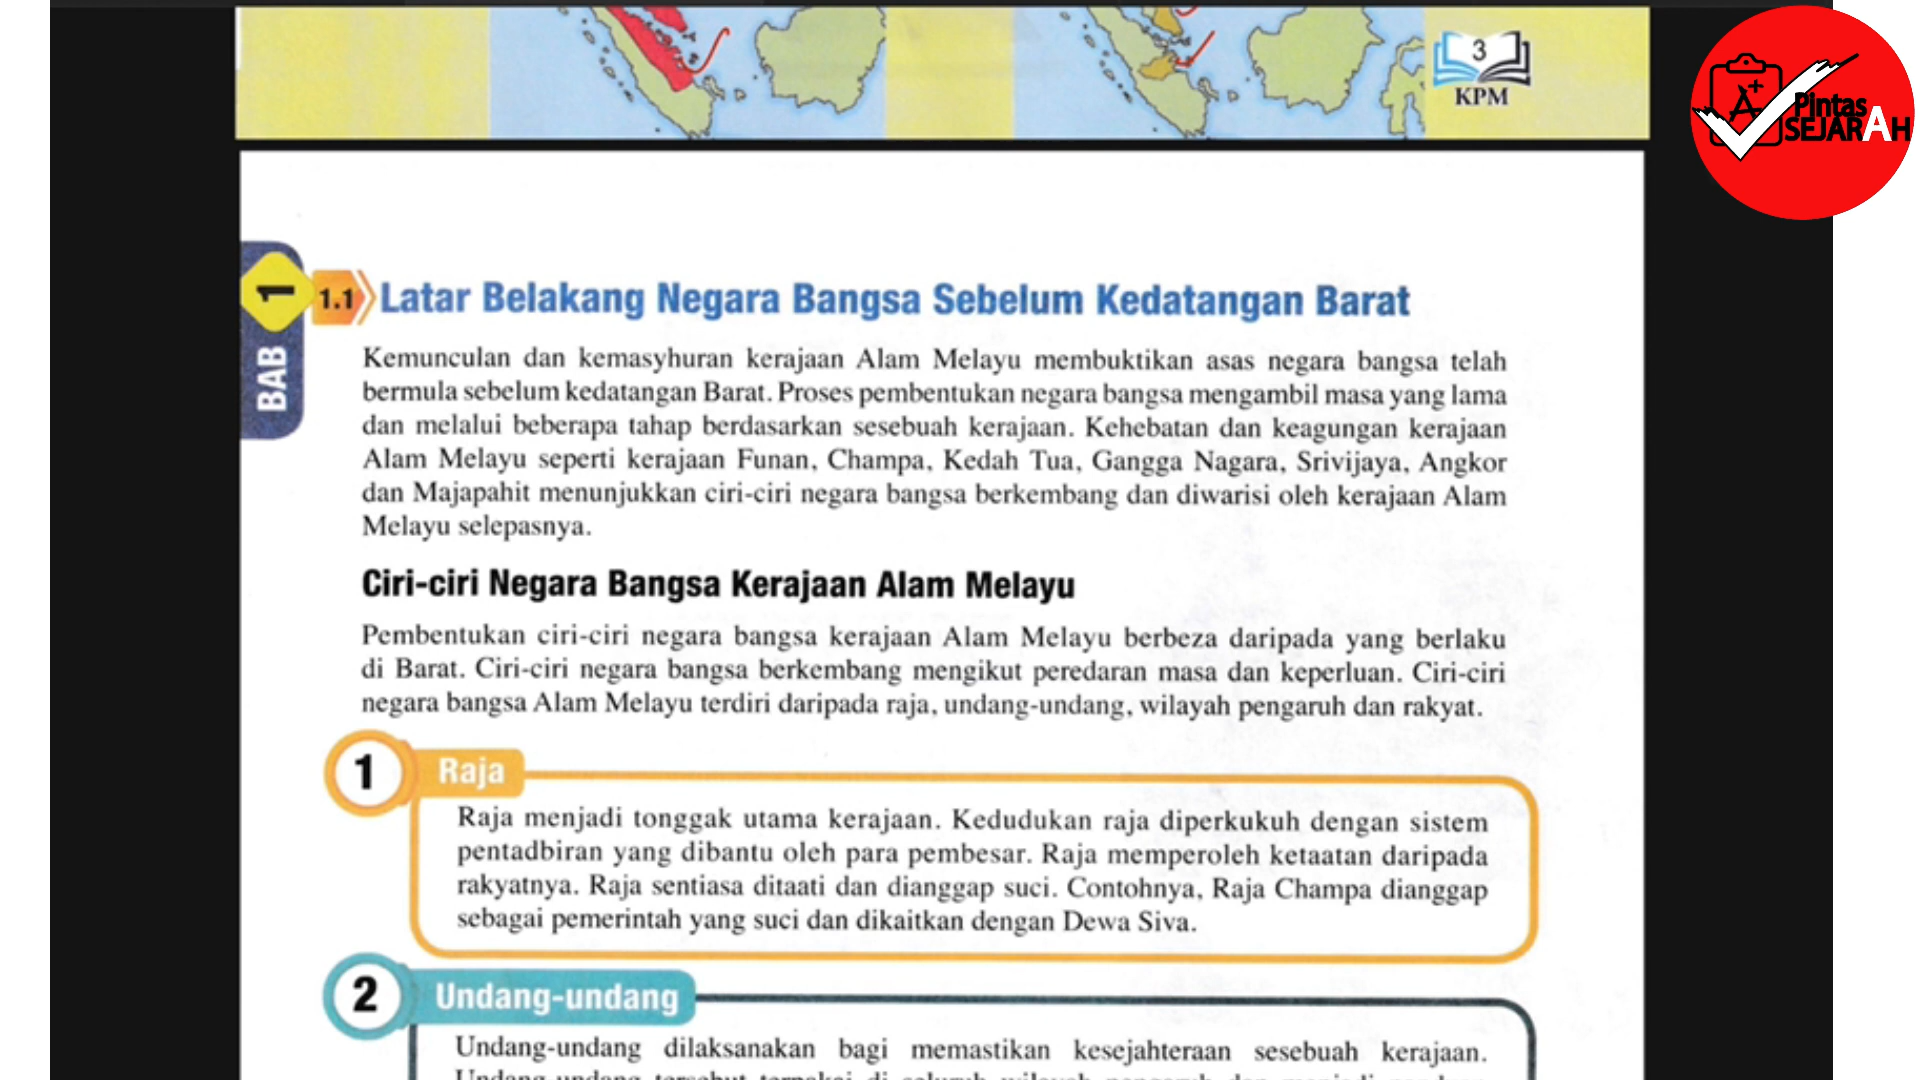 3
KPM
Pintas
SEJARAH
A+
BAB 1
1.1 Latar Belakang Negara Bangsa Sebelum Kedatangan Barat
Kemunculan dan kemasyhuran kerajaan Alam Melayu membuktikan asas negara bangsa telah
bermula sebelum kedatangan Barat. Proses pembentukan negara bangsa mengambil masa yang lama
dan melalui beberapa tahap berdasarkan sesebuah kerajaan. Kehebatan dan keagungan kerajaan
Alam Melayu seperti kerajaan Funan, Champa, Kedah Tua, Gangga Nagara, Srivijaya, Angkor
dan Majapahit menunjukkan ciri-ciri negara bangsa berkembang dan diwarisi oleh kerajaan Alam
Melayu selepasnya.
Ciri-ciri Negara Bangsa Kerajaan Alam Melayu
Pembentukan ciri-ciri negara bangsa kerajaan Alam Melayu berbeza daripada yang berlaku
di Barat. Ciri-ciri negara bangsa berkembang mengikut peredaran masa dan keperluan. Ciri-ciri
negara bangsa Alam Melayu terdiri daripada raja, undang-undang, wilayah pengaruh dan rakyat.
1 Raja
Raja menjadi tonggak utama kerajaan. Kedudukan raja diperkukuh dengan sistem
pentadbiran yang dibantu oleh para pembesar. Raja memperoleh ketaatan daripada
rakyatnya. Raja sentiasa ditaati dan dianggap suci. Contohnya, Raja Champa dianggap
sebagai pemerintah yang suci dan dikaitkan dengan Dewa Siva.
2 Undang-undang
Undang-undang dilaksanakan bagi memastikan kesejahteraan sesebuah kerajaan.